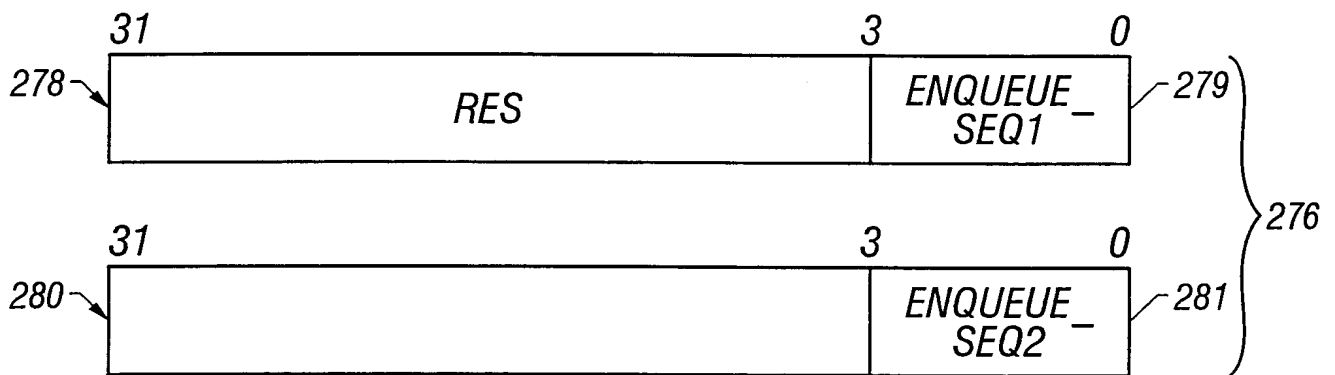 31 3 0
278 RES ENQUEUE_ 279
SEQ1
276
31 3 0
280 ENQUEUE_ 281
SEQ2